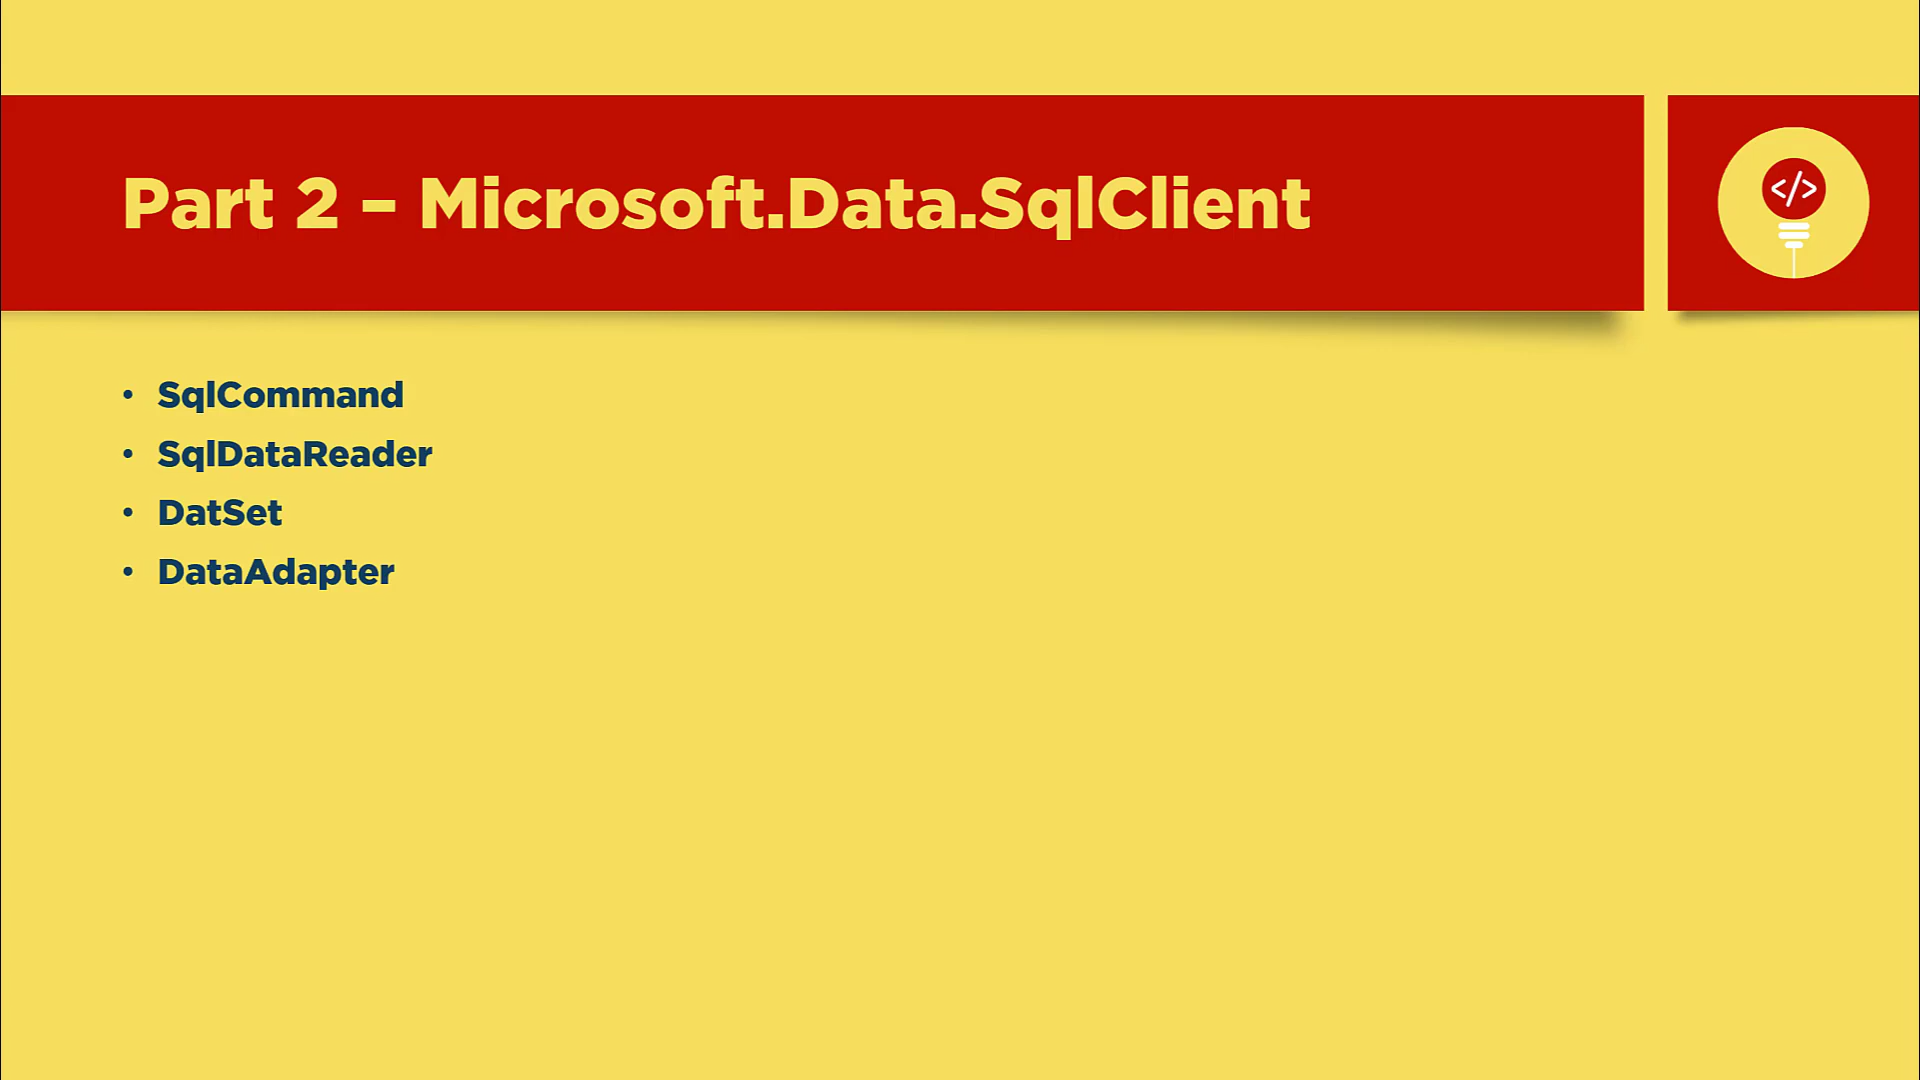 Part 2 – Microsoft.Data.SqlClient
</>
• SqlCommand
• SqlDataReader
• DatSet
• DataAdapter